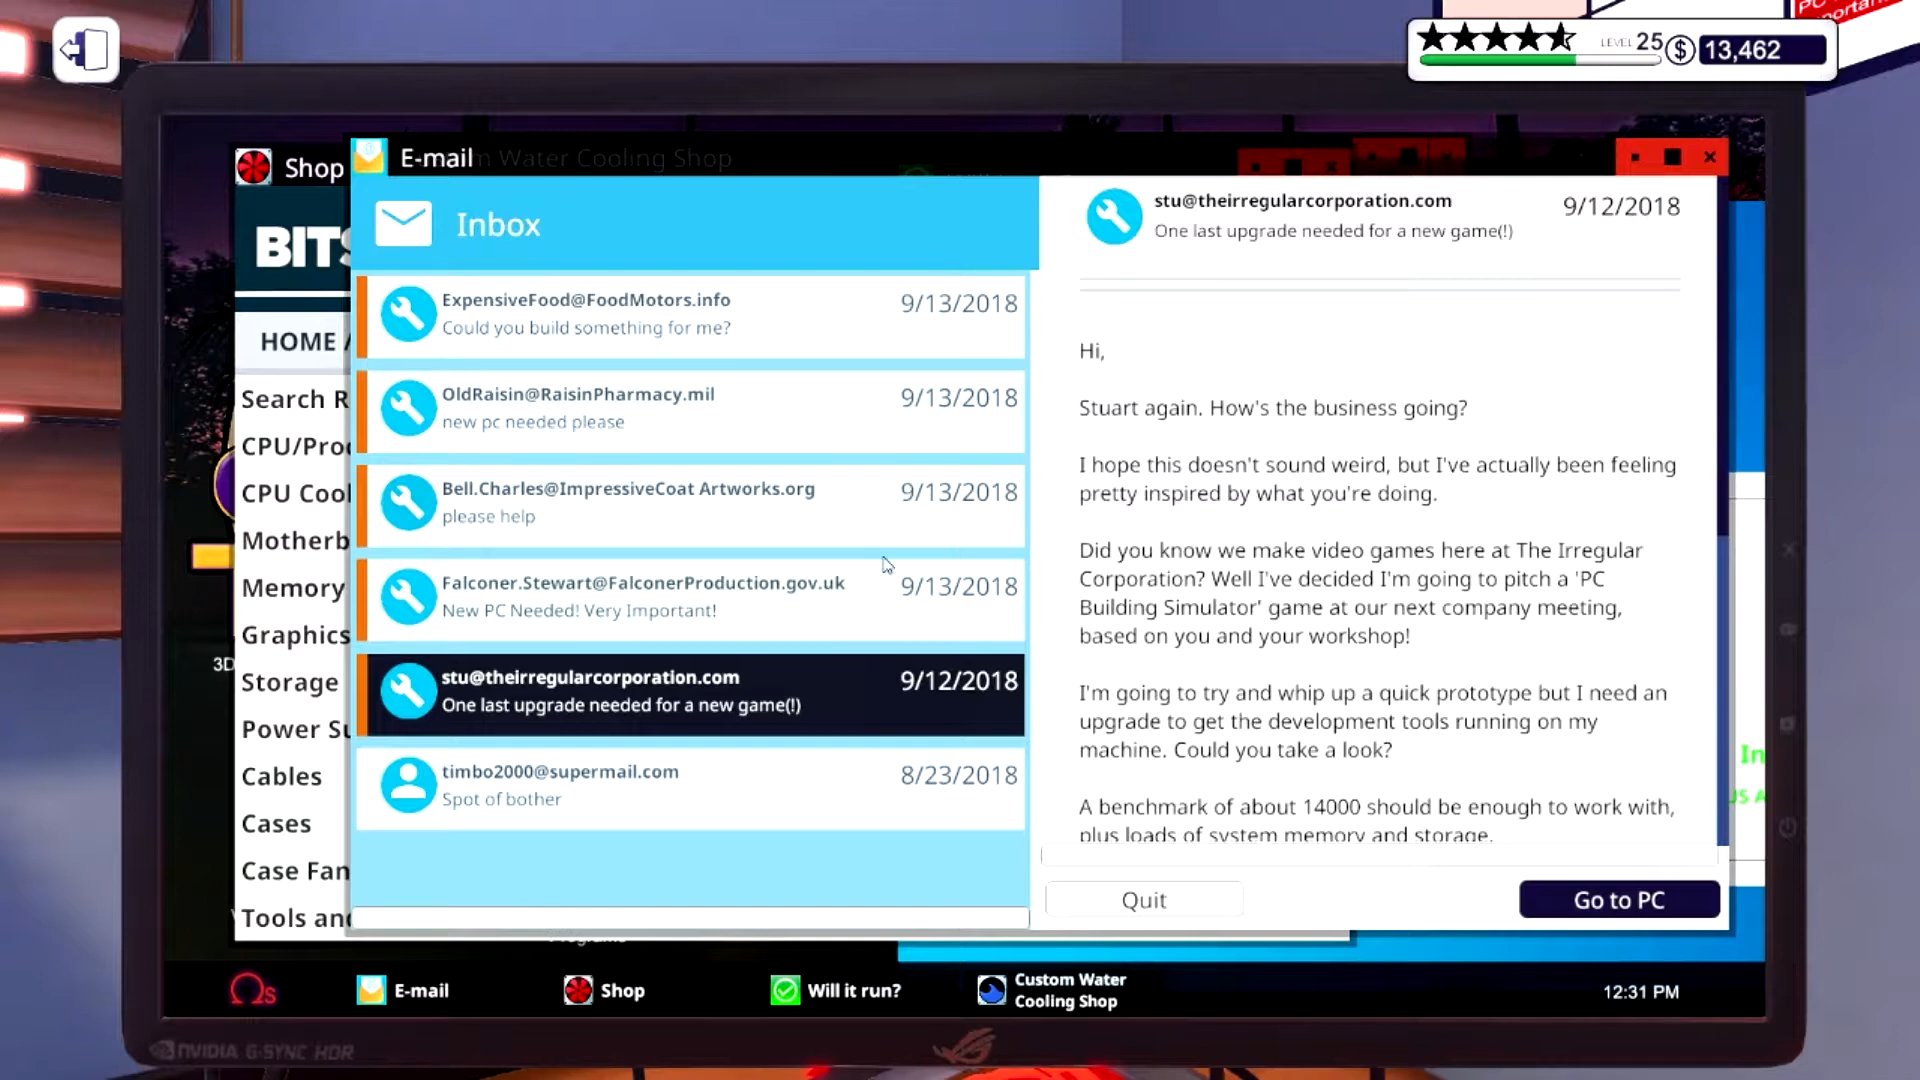 LEVEL 25
$ 13,462
Shop
E-mail
m Water Cooling Shop
BITS
HOME /
Search R
CPU/Proc
CPU Cool
Motherb
Memory
Graphics
Storage
Power Su
Cables
Cases
Case Fan
Tools and
3D
Inbox
ExpensiveFood@FoodMotors.info
9/13/2018
Could you build something for me?
OldRaisin@RaisinPharmacy.mil
9/13/2018
new pc needed please
Bell.Charles@ImpressiveCoat Artworks.org
9/13/2018
please help
Falconer.Stewart@FalconerProduction.gov.uk
9/13/2018
New PC Needed! Very Important!
stu@theirregularcorporation.com
9/12/2018
One last upgrade needed for a new game(!)
timbo2000@supermail.com
8/23/2018
Spot of bother
stu@theirregularcorporation.com
9/12/2018
One last upgrade needed for a new game(!)
Hi,
Stuart again. How's the business going?
I hope this doesn't sound weird, but I've actually been feeling
pretty inspired by what you're doing.
Did you know we make video games here at The Irregular
Corporation? Well I've decided I'm going to pitch a 'PC
Building Simulator' game at our next company meeting,
based on you and your workshop!
I'm going to try and whip up a quick prototype but I need an
upgrade to get the development tools running on my
machine. Could you take a look?
A benchmark of about 14000 should be enough to work with,
plus loads of system memory and storage.
Quit
Go to PC
In
US A
Ωs
E-mail
Shop
Will it run?
Custom Water
Cooling Shop
12:31 PM
NVIDIA G-SYNC HDR